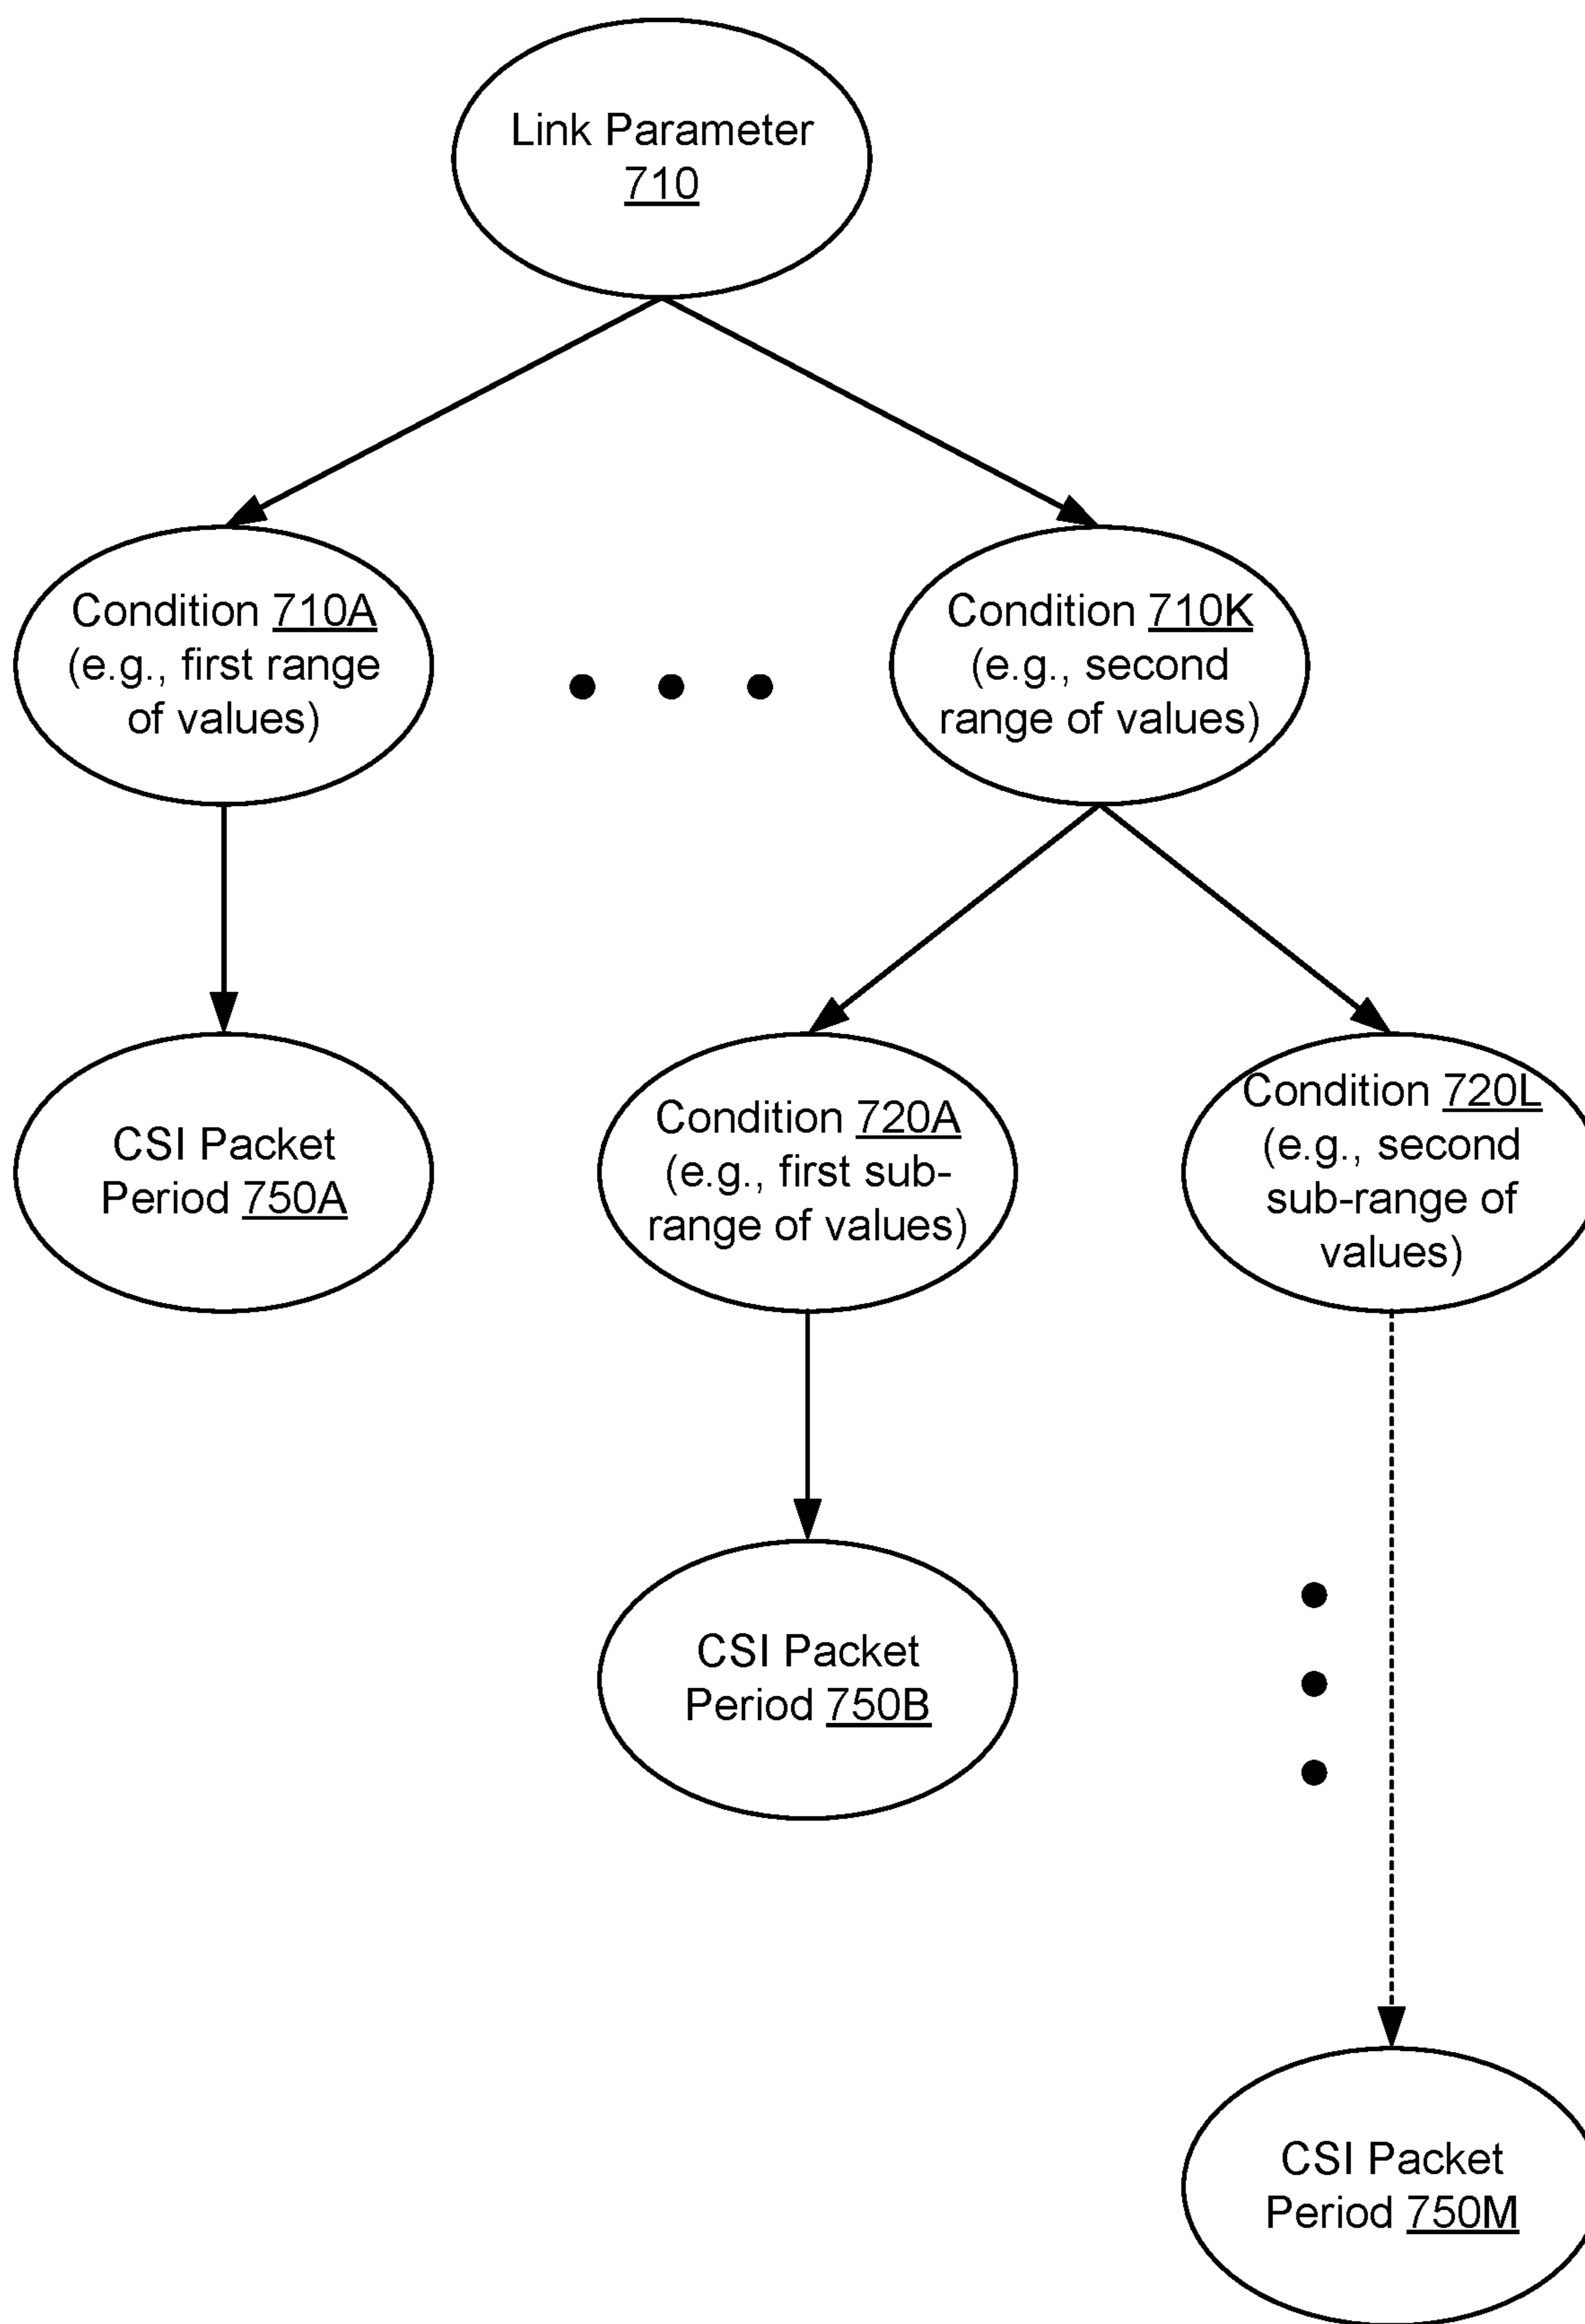 Link Parameter
710
Condition 710A
(e.g., first range
of values)
Condition 710K
(e.g., second
range of values)
CSI Packet
Period 750A
Condition 720A
(e.g., first sub-
range of values)
Condition 720L
(e.g., second
sub-range of
values)
CSI Packet
Period 750B
CSI Packet
Period 750M